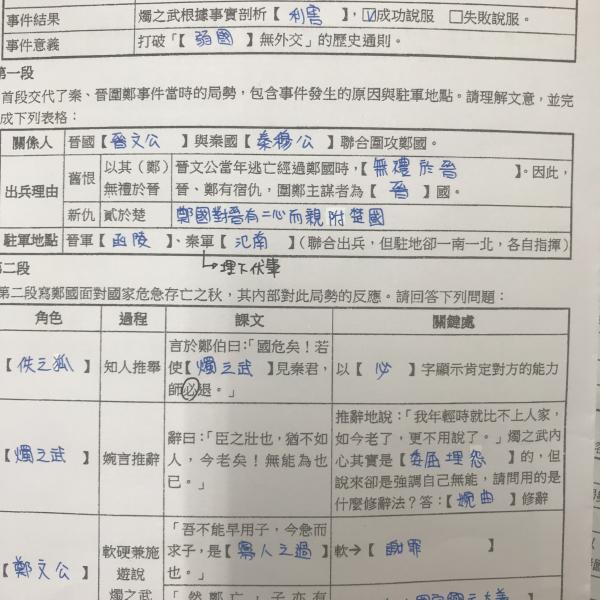 事件結果 燭之武根據事實剖析【 利害 】，☑成功說服 □失敗說服。
事件意義 打破「【 弱國 】無外交」的歷史通則。
第一段
首段交代了秦、晉圍鄭事件當時的局勢，包含事件發生的原因與駐軍地點。請理解文意，並完
成下列表格：
關係人 晉國【 晉文公 】與秦國【 秦穆公 】聯合圍攻鄭國。
出兵理由 舊恨 以其（鄭）無禮於晉 晉文公當年逃亡經過鄭國時，【 無禮於晉 】。因此，
晉、鄭有宿仇，圍鄭主謀者為【 晉 】國。
新仇 貳於楚 鄭國對晉有二心而親附楚國
駐軍地點 晉軍【 函陵 】、秦軍【 氾南 】（聯合出兵，但駐地卻一南一北，各自指揮）
↳埋下伏筆
第二段
第二段寫鄭國面對國家危急存亡之秋，其內部對此局勢的反應。請回答下列問題：
角色 過程 課文 關鍵處
【 佚之狐 】 知人推舉 言於鄭伯曰：「國危矣！若
使【 燭之武 】見秦君，
師必退。」
以【 必 】字顯示肯定對方的能力
【 燭之武 】 婉言推辭 辭曰：「臣之壯也，猶不如
人，今老矣！無能為也
已。」
推辭地說：「我年輕時就比不上人家，
如今老了，更不用說了。」燭之武內
心其實是【 委屈埋怨 】的，但
說來卻是強調自己無能，請問用的是
什麼修辭法？答：【 婉曲 】修辭
【 鄭文公 】 軟硬兼施
遊說
燭之武
「吾不能早用子，今急而
求子，是【 寡人之過 】
也。」
軟→【 謝罪 】
「然鄭亡，子亦有